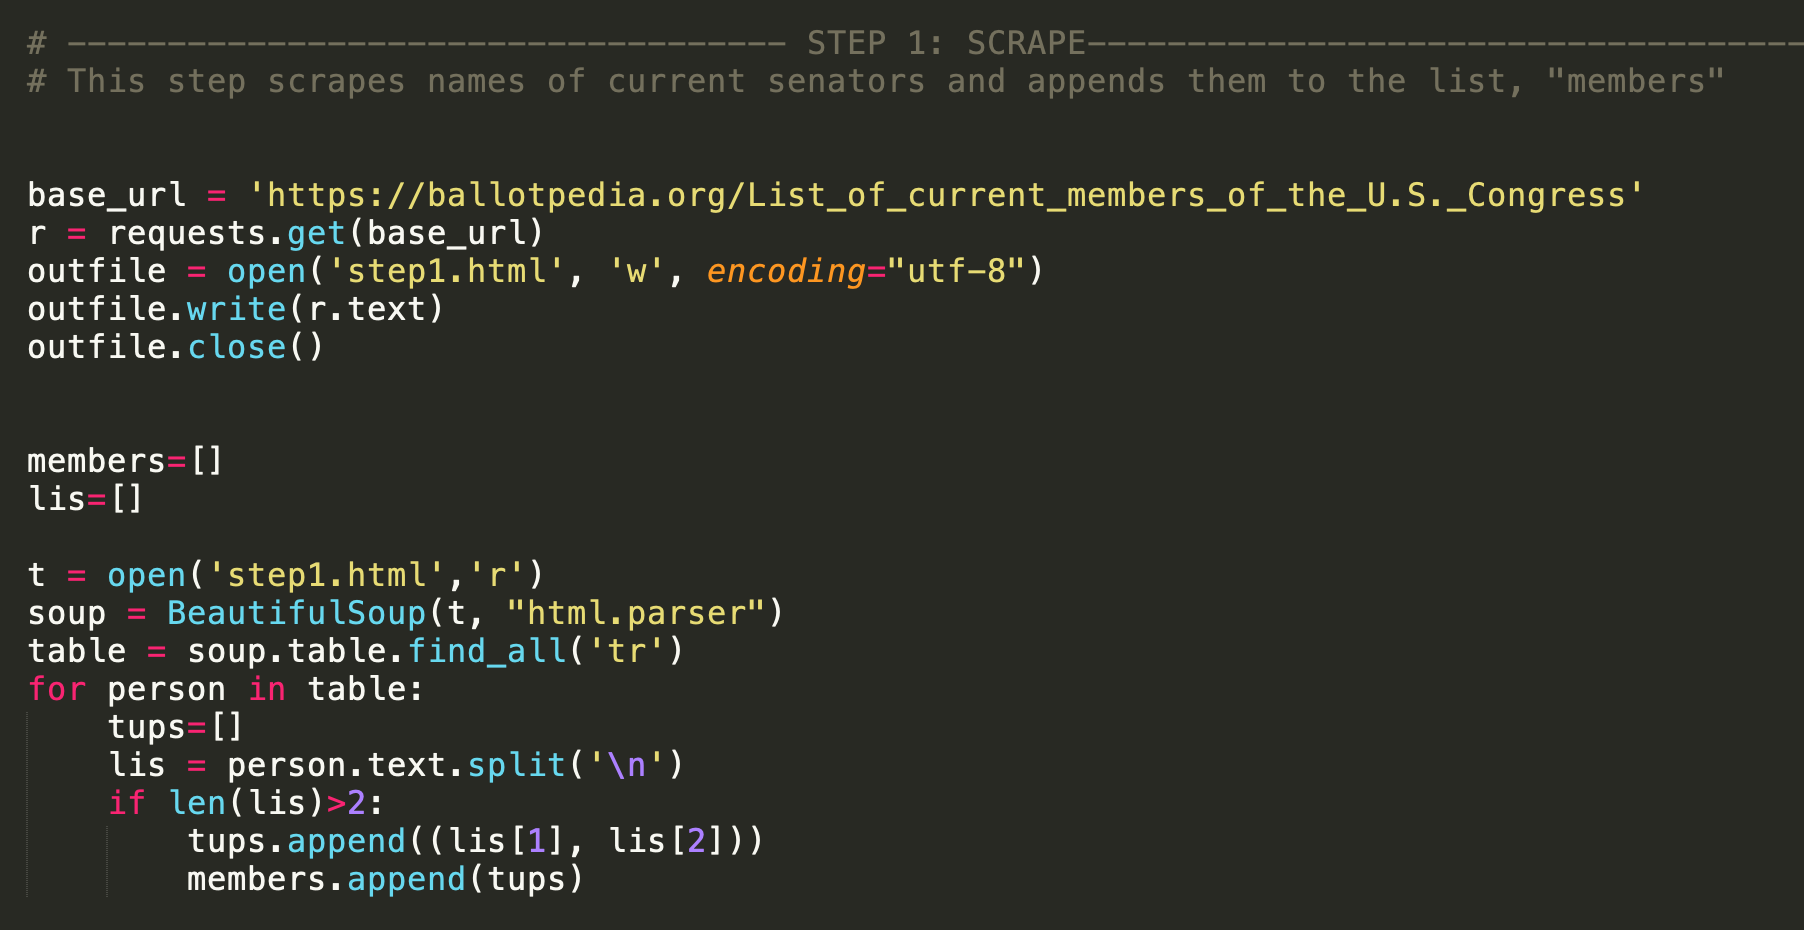 # ------------------------------------ STEP 1: SCRAPE------------------------------------
# This step scrapes names of current senators and appends them to the list, "members"
base_url = 'https://ballotpedia.org/List_of_current_members_of_the_U.S._Congress'
r = requests.get(base_url)
outfile = open('step1.html', 'w', encoding="utf-8")
outfile.write(r.text)
outfile.close()
members=[]
lis=[]
t = open('step1.html','r')
soup = BeautifulSoup(t, "html.parser")
table = soup.table.find_all('tr')
for person in table:
    tups=[]
    lis = person.text.split('\n')
    if len(lis)>2:
        tups.append((lis[1], lis[2]))
        members.append(tups)